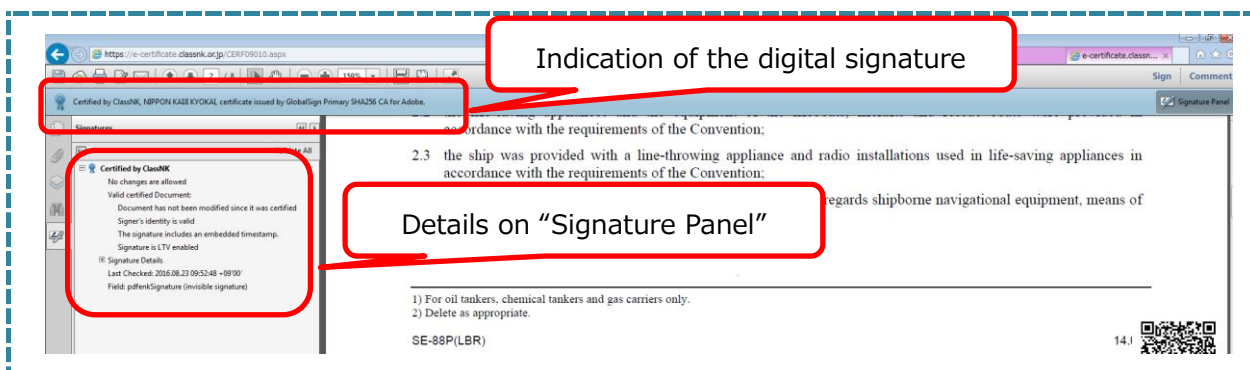 Indication of the digital signature
https://e-certificate.classnk.or.jp/CERF09010.aspx
e-certificate.classn...
159%
Sign
Comment
Certified by ClassNK, NIPPON KAIJI KYOKAI, certificate issued by GlobalSign Primary SHA256 CA for Adobe.
Signature Panel
Signatures
All
Certified by ClassNK
No changes are allowed
Valid certified Document:
Document has not been modified since it was certified
Signer's identity is valid
The signature includes an embedded timestamp.
Signature is LTV enabled
Signature Details
Last Checked: 2016.08.23 09:52:48 +09'00'
Field: pdfenkSignature (invisible signature)
accordance with the requirements of the Convention;
2.3 the ship was provided with a line-throwing appliance and radio installations used in life-saving appliances in
accordance with the requirements of the Convention;
regards shipborne navigational equipment, means of
Details on “Signature Panel”
1) For oil tankers, chemical tankers and gas carriers only.
2) Delete as appropriate.
SE-88P(LBR)
14.